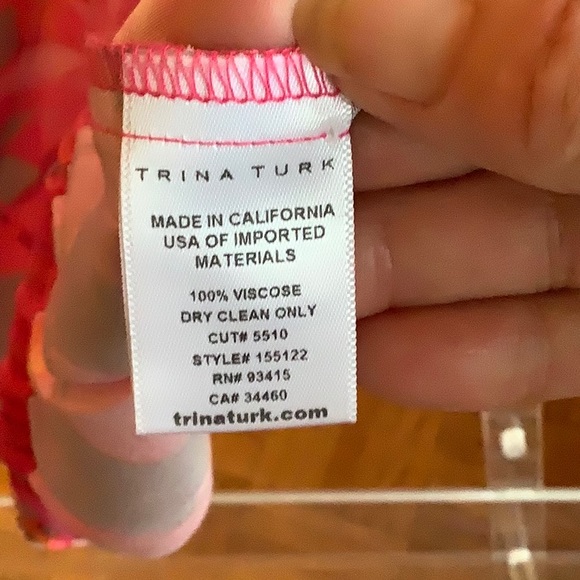 TRINA TURK
MADE IN CALIFORNIA
USA OF IMPORTED
MATERIALS
100% VISCOSE
DRY CLEAN ONLY
CUT# 5510
STYLE# 155122
RN# 93415
CA# 34460
trinaturk.com